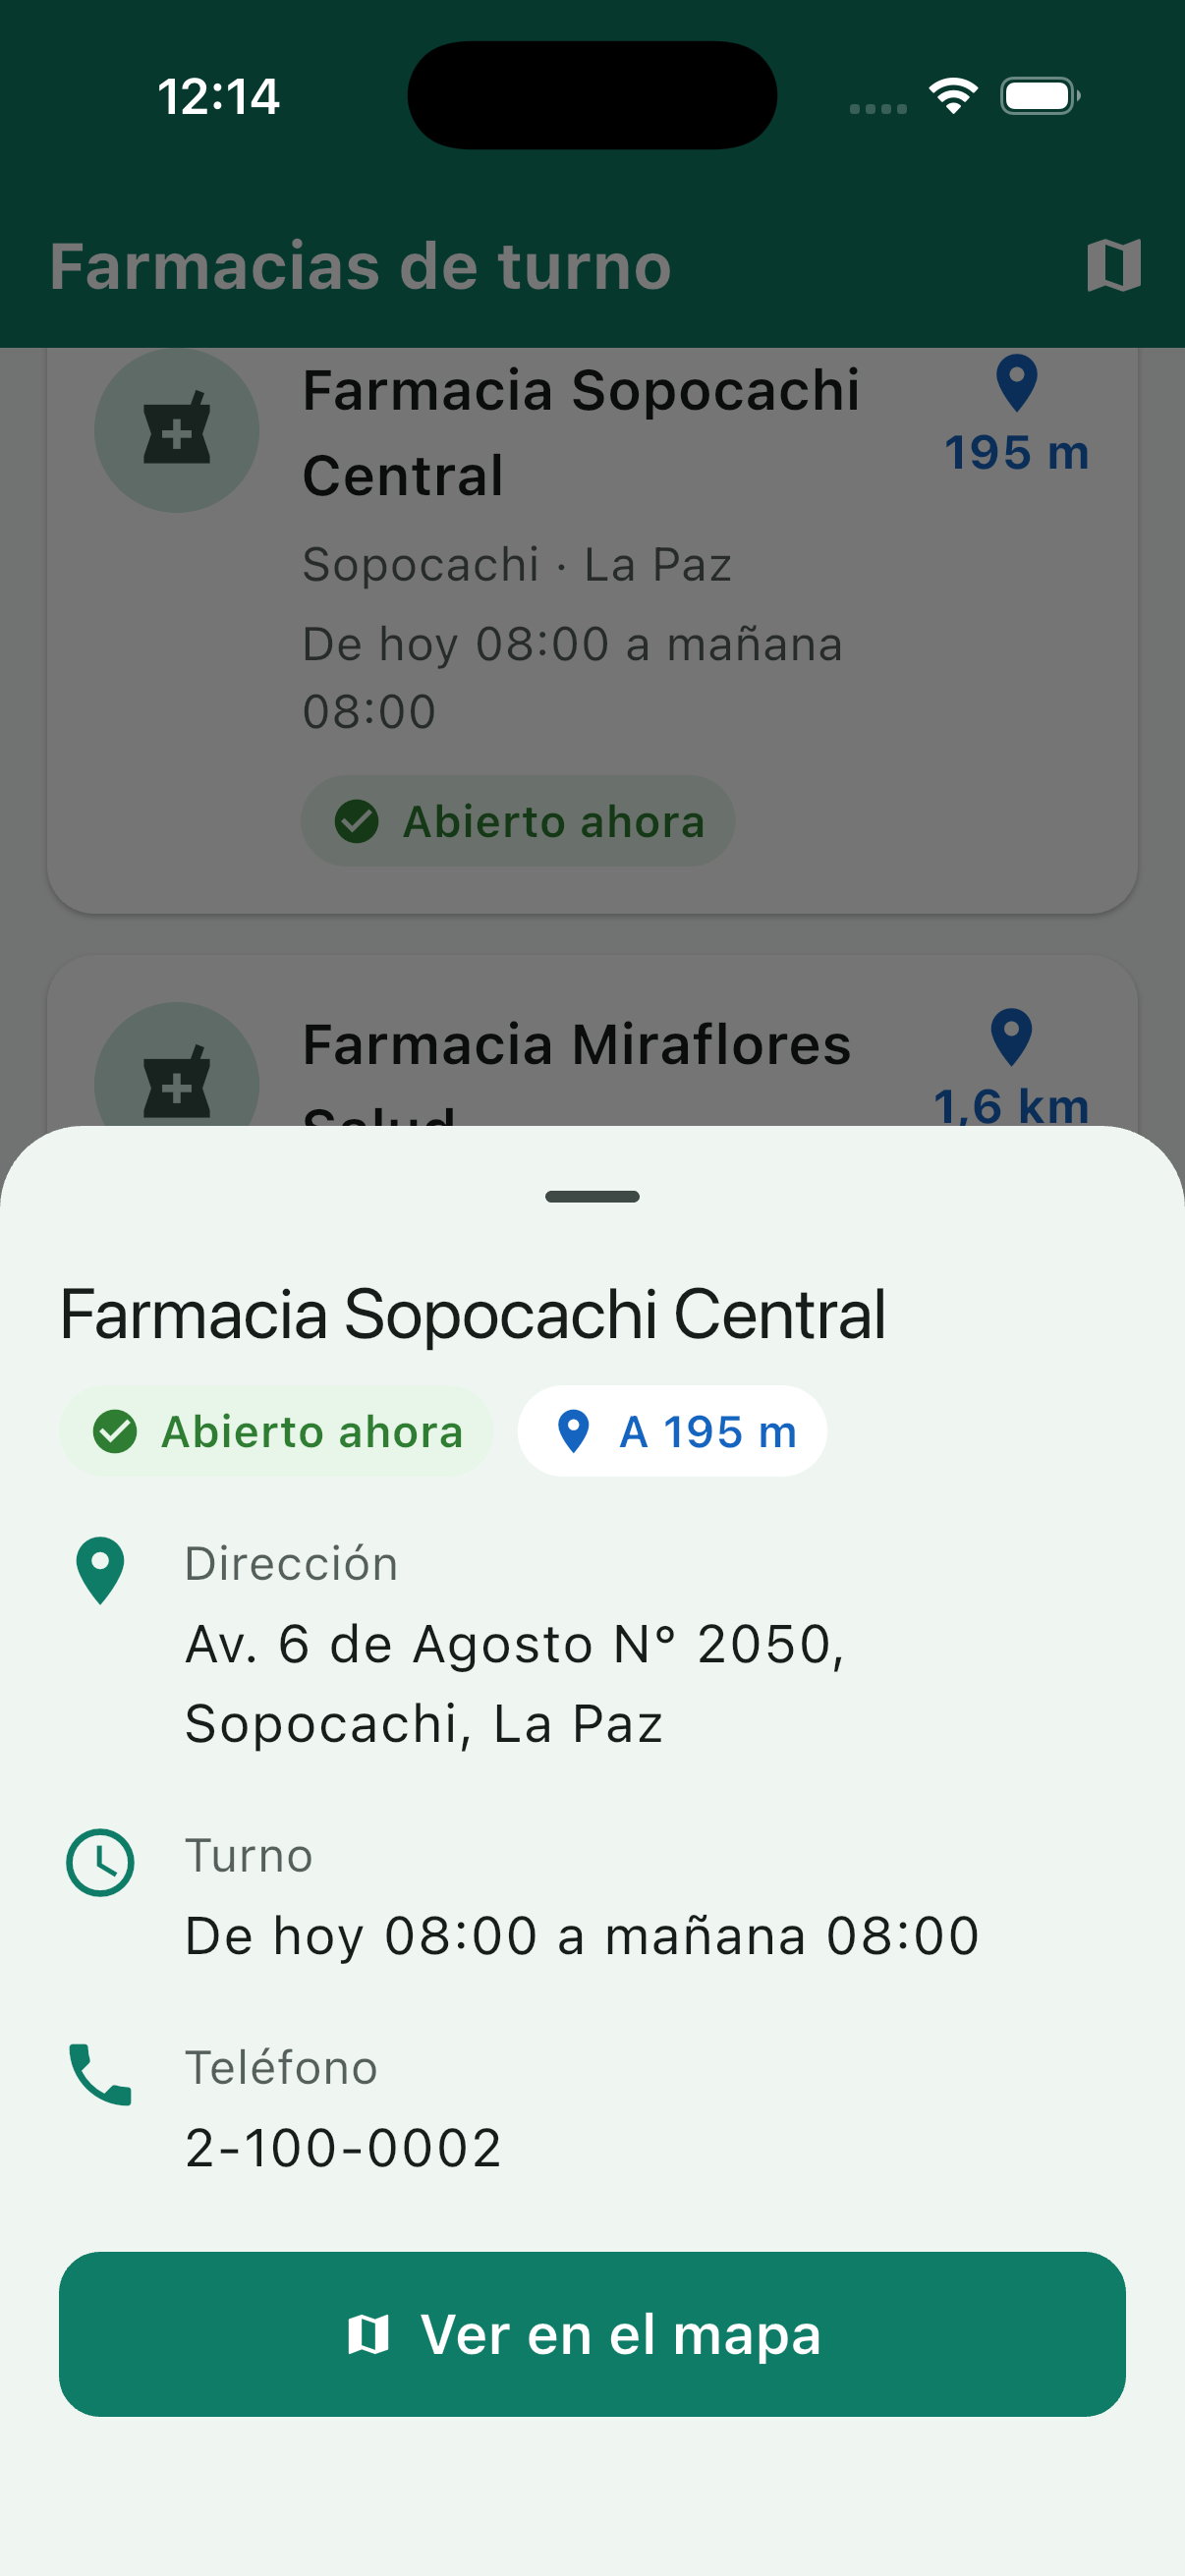 12:14
Farmacias de turno
Farmacia Sopocachi
Central
195 m
Sopocachi · La Paz
De hoy 08:00 a mañana
08:00
Abierto ahora
Farmacia Miraflores
Salud
1,6 km
Farmacia Sopocachi Central
Abierto ahora
A 195 m
Dirección
Av. 6 de Agosto N° 2050,
Sopocachi, La Paz
Turno
De hoy 08:00 a mañana 08:00
Teléfono
2-100-0002
Ver en el mapa